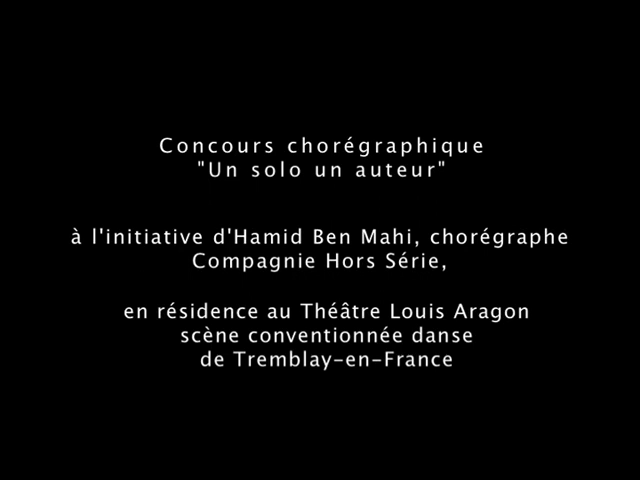 Concours chorégraphique
"Un solo un auteur"
à l'initiative d'Hamid Ben Mahi, chorégraphe
Compagnie Hors Série,
en résidence au Théâtre Louis Aragon
scène conventionnée danse
de Tremblay-en-France